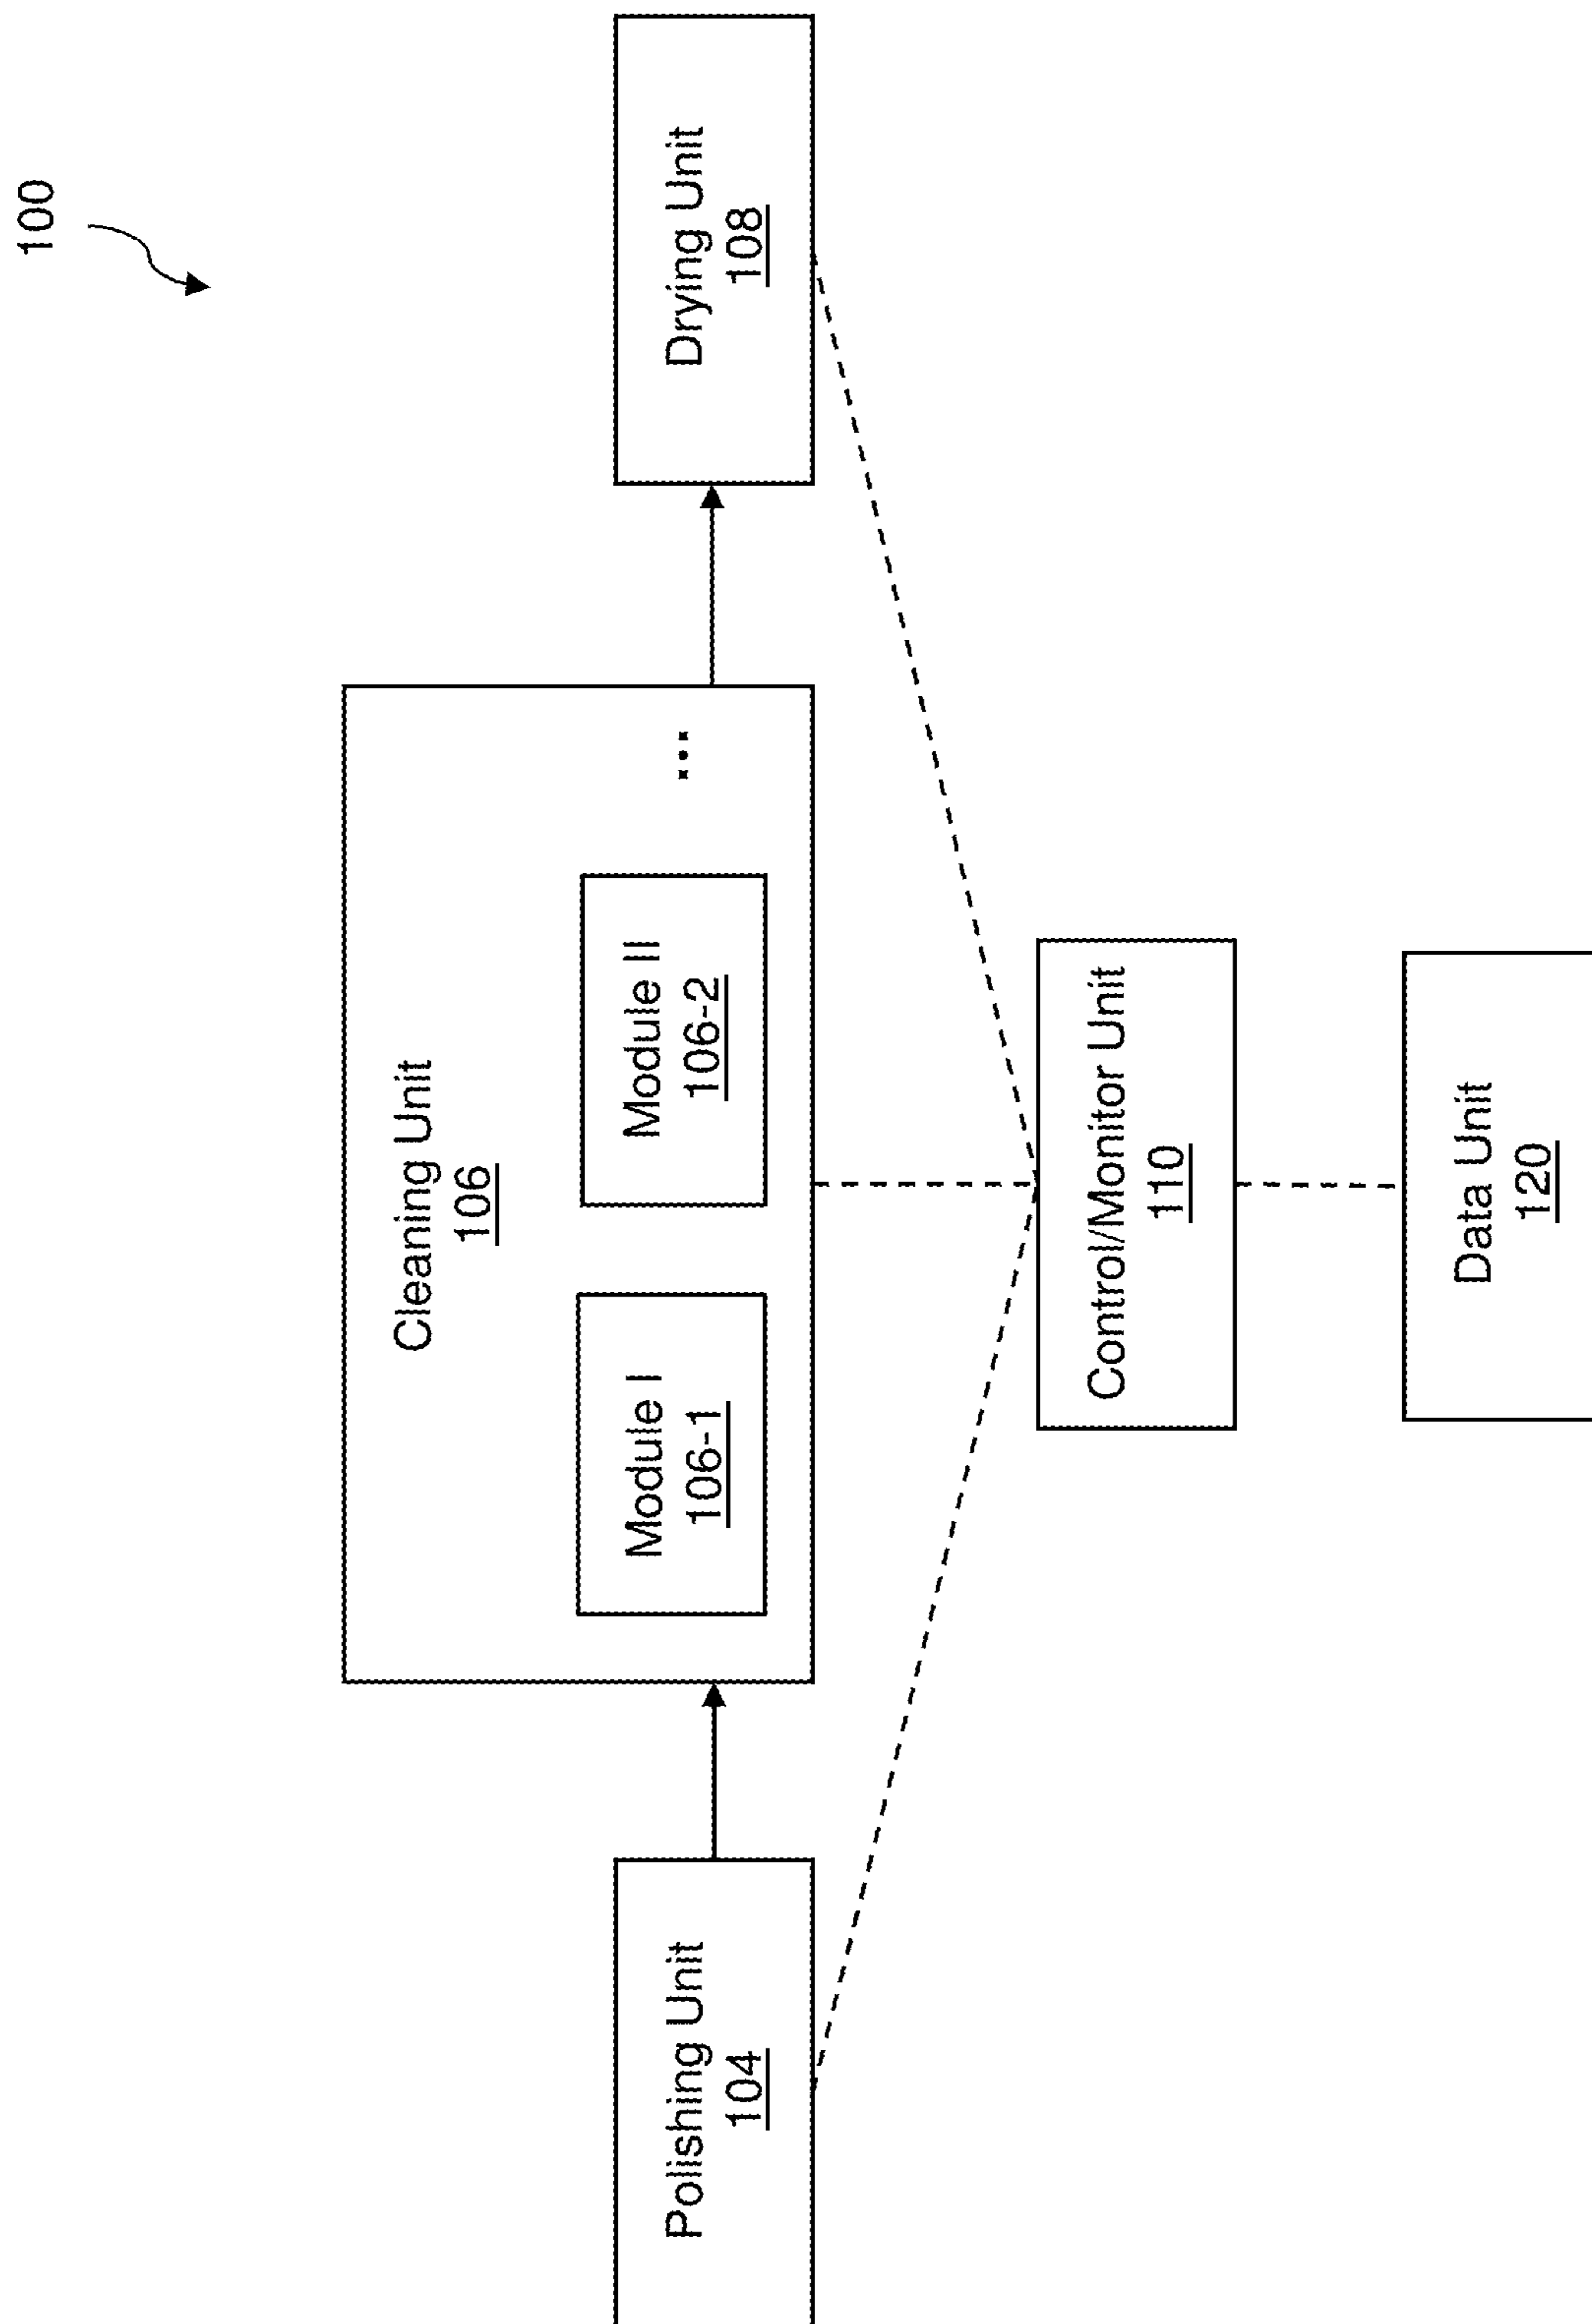 100
Cleaning Unit
106
Module I
106-1
Module II
106-2
...
Polishing Unit
104
Drying Unit
108
Control/Monitor Unit
110
Data Unit
120